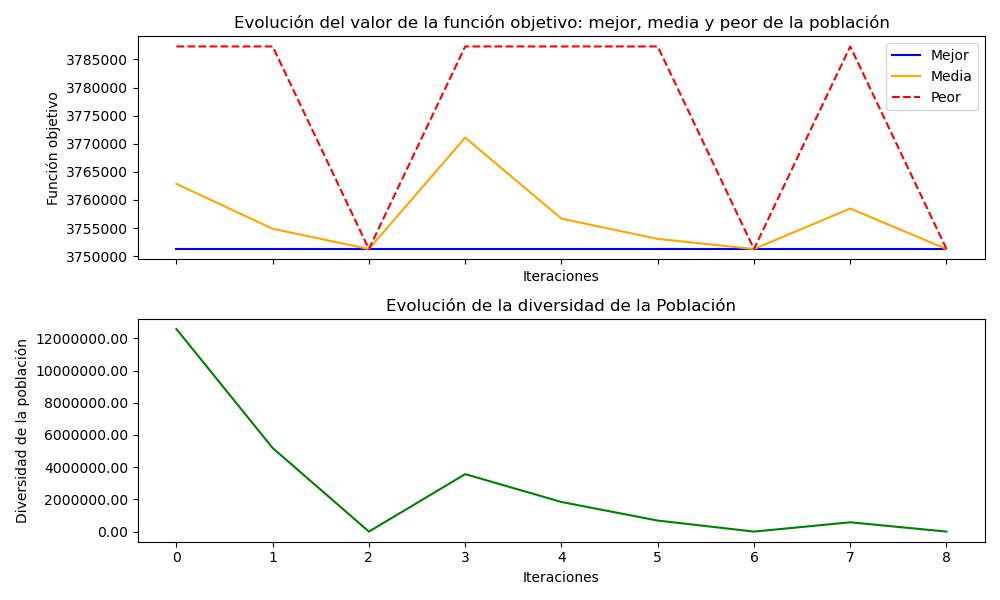 Evolución del valor de la función objetivo: mejor, media y peor de la población
Función objetivo
3785000
3780000
3775000
3770000
3765000
3760000
3755000
3750000
Mejor
Media
Peor
Iteraciones
Evolución de la diversidad de la Población
Diversidad de la población
12000000.00
10000000.00
8000000.00
6000000.00
4000000.00
2000000.00
0.00
0 1 2 3 4 5 6 7 8
Iteraciones